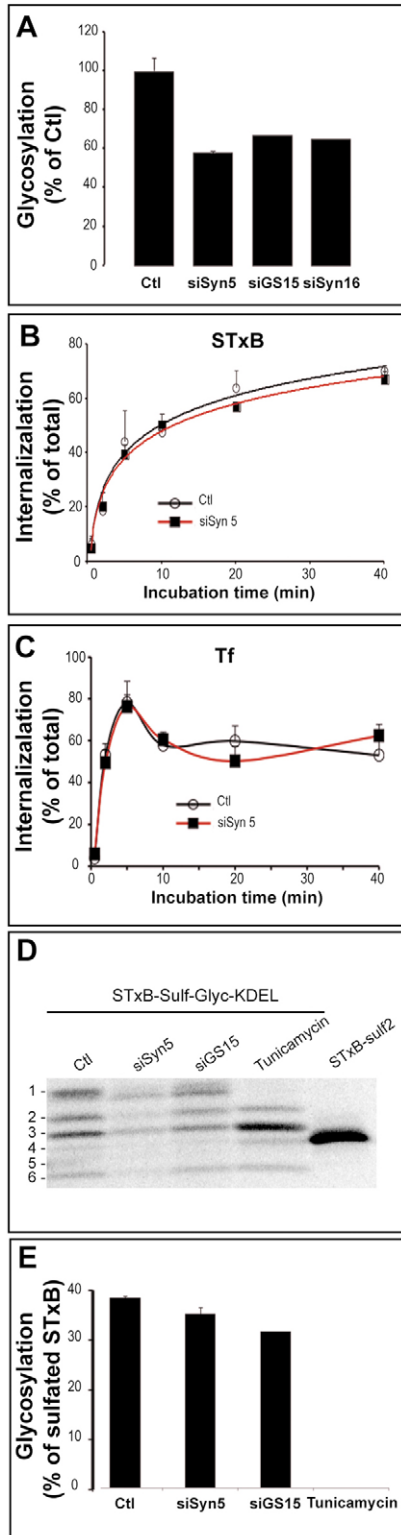 A
Glycosylation
(% of Ctl)
120
100
80
60
40
20
0
Ctl siSyn5 siGS15 siSyn16
B
STxB
Internalizalation
(% of total)
80
60
40
20
0
Ctl
siSyn 5
0 10 20 30 40
Incubation time (min)
C
Tf
Internalizalation
(% of total)
100
80
60
40
20
0
Ctl
siSyn 5
0 10 20 30 40
Incubation time (min)
D
STxB-Sulf-Glyc-KDEL
Ctl siSyn5 siGS15 Tunicamycin STxB-sulf2
1 -
2 -
3 -
4 -
5 -
6 -
E
Glycosylation
(% of sulfated STxB)
40
30
20
10
0
Ctl siSyn5 siGS15 Tunicamycin